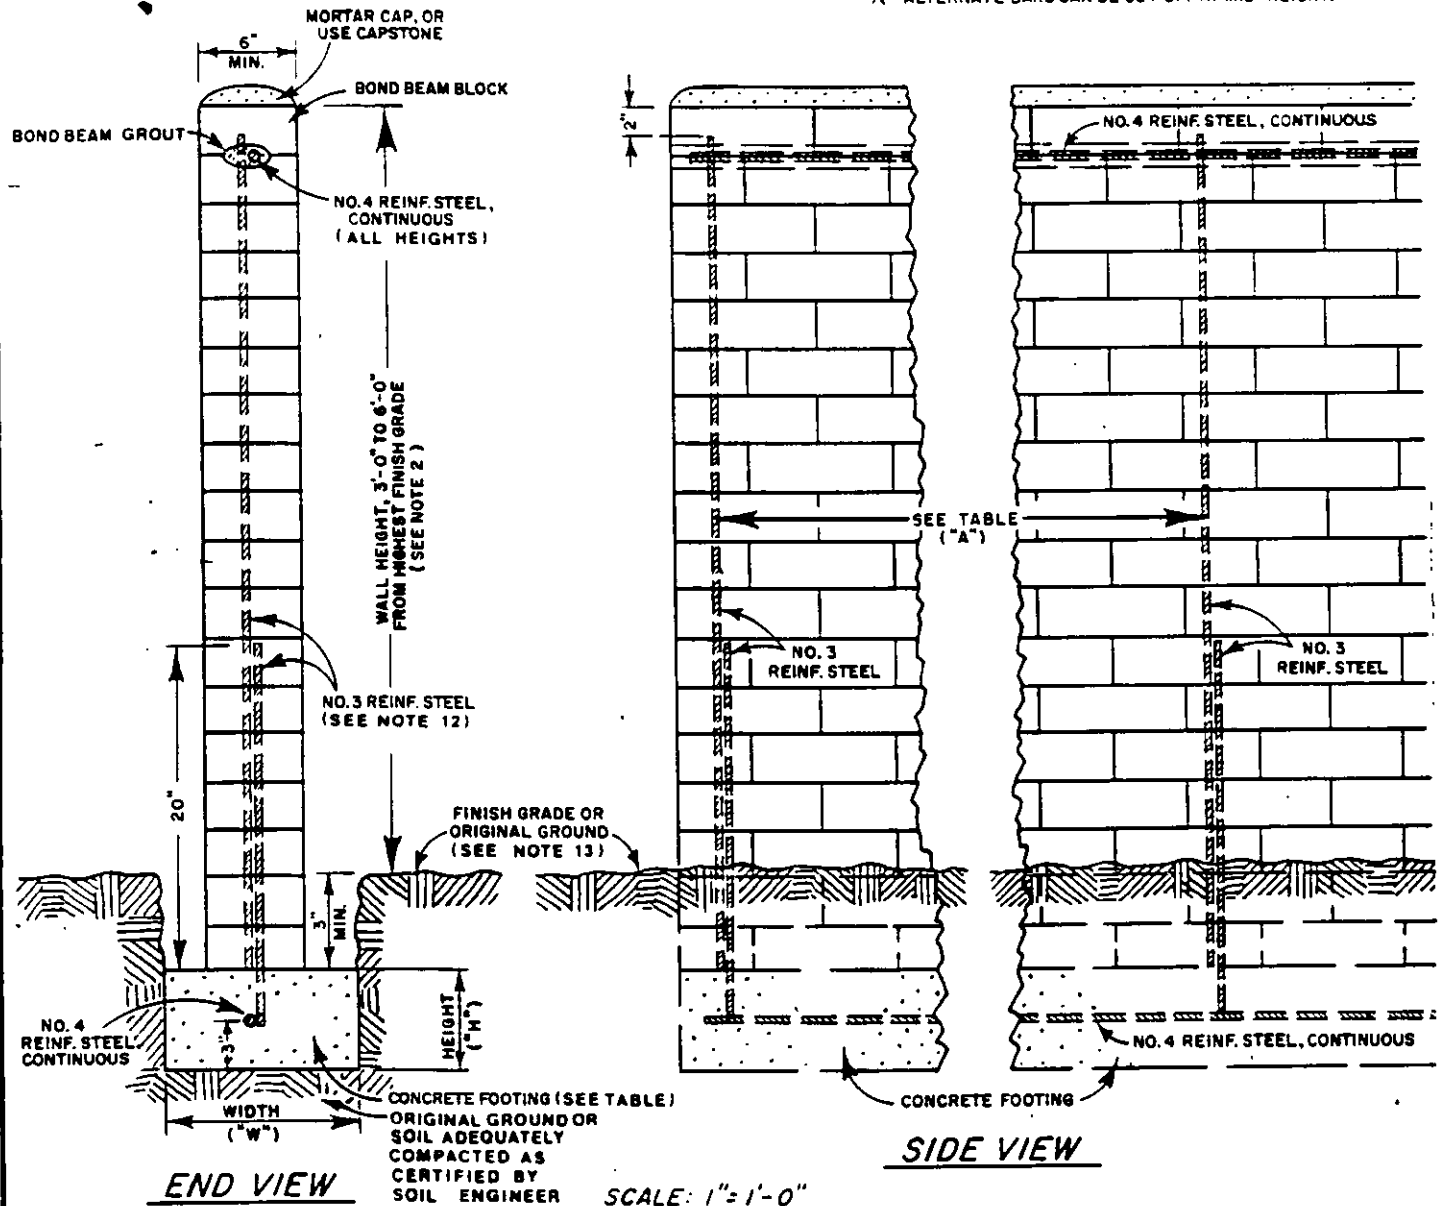 MORTAR CAP, OR
USE CAPSTONE
6"
MIN.
BOND BEAM BLOCK
BOND BEAM GROUT
NO. 4 REINF. STEEL,
CONTINUOUS
(ALL HEIGHTS)
WALL HEIGHT, 3'-0" TO 6'-0"
FROM HIGHEST FINISH GRADE
(SEE NOTE 2)
NO. 3 REINF. STEEL
(SEE NOTE 12)
20"
FINISH GRADE OR
ORIGINAL GROUND
(SEE NOTE 13)
3"
MIN.
HEIGHT
("H")
NO. 4
REINF. STEEL
CONTINUOUS
3"
WIDTH
("W")
CONCRETE FOOTING (SEE TABLE)
ORIGINAL GROUND OR
SOIL ADEQUATELY
COMPACTED AS
CERTIFIED BY
SOIL ENGINEER
END VIEW
SCALE: 1" = 1'-0"
2"
NO. 4 REINF. STEEL, CONTINUOUS
SEE TABLE
("A")
NO. 3
REINF. STEEL
NO. 3
REINF. STEEL
NO. 4 REINF. STEEL, CONTINUOUS
CONCRETE FOOTING
SIDE VIEW